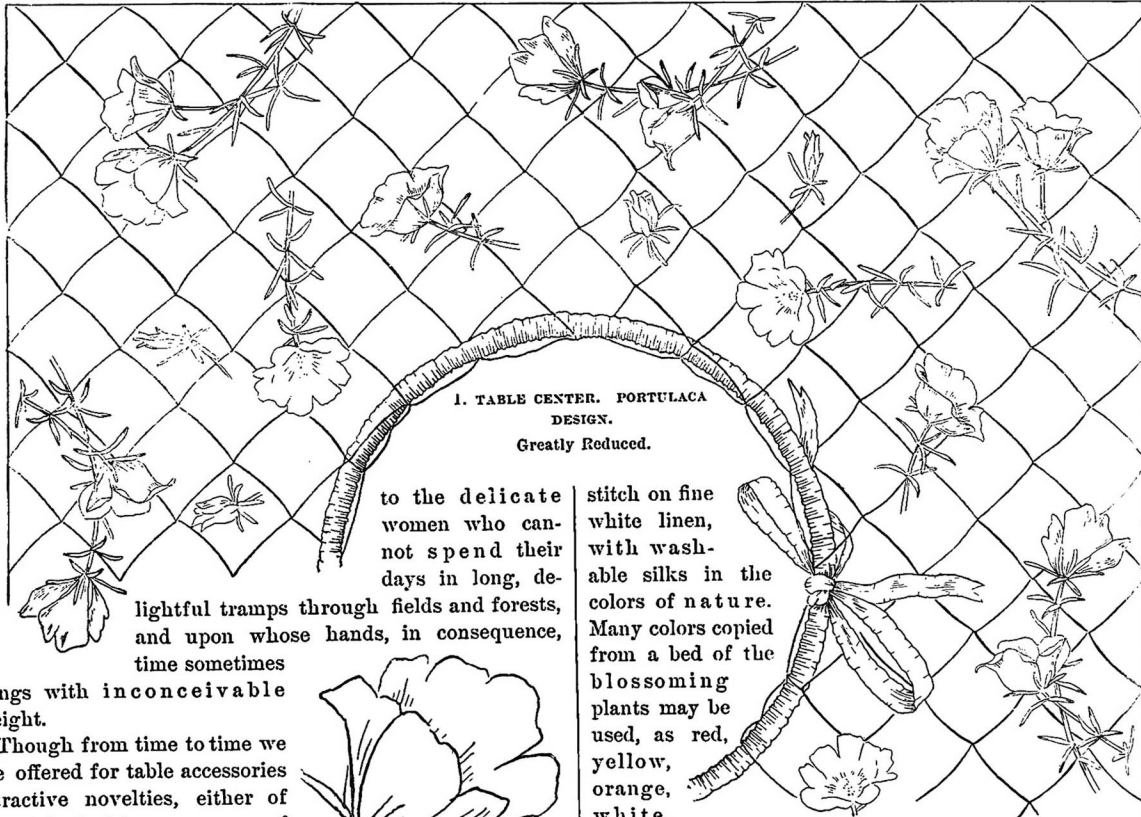 1. TABLE CENTER. PORTULACA
DESIGN.
Greatly Reduced.
to the delicate
women who can-
not spend their
days in long, de-
lightful tramps through fields and forests,
and upon whose hands, in consequence,
time sometimes
ngs with inconceivable
eight.
Though from time to time we
e offered for table accessories
ractive novelties, either of
stitch on fine
white linen,
with wash-
able silks in the
colors of nature.
Many colors copied
from a bed of the
blossoming
plants may be
used, as red,
yellow,
orange,
white